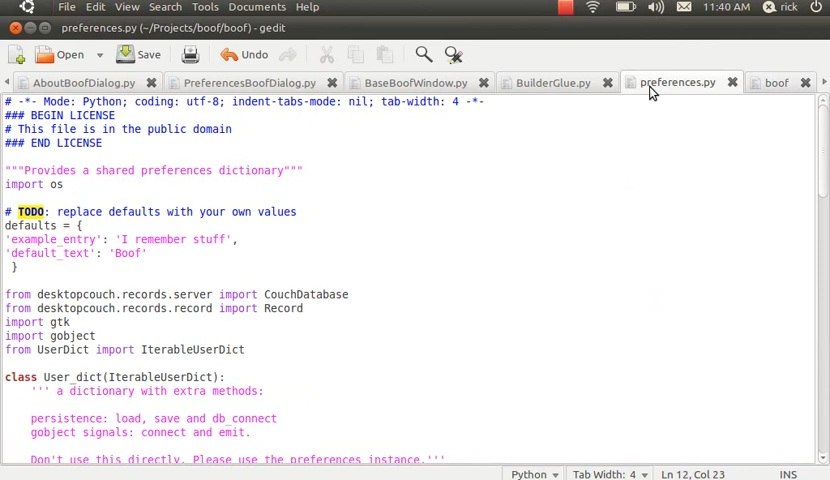 File Edit View Search Tools Documents Help 11:40 AM rick
preferences.py (~/Projects/boof/boof) - gedit
Open Save Undo
AboutBoofDialog.py PreferencesBoofDialog.py BaseBoofWindow.py BuilderGlue.py preferences.py boof
# -*- Mode: Python; coding: utf-8; indent-tabs-mode: nil; tab-width: 4 -*-
### BEGIN LICENSE
# This file is in the public domain
### END LICENSE
"""Provides a shared preferences dictionary"""
import os
# TODO: replace defaults with your own values
defaults = {
'example_entry': 'I remember stuff',
'default_text': 'Boof'
}
from desktopcouch.records.server import CouchDatabase
from desktopcouch.records.record import Record
import gtk
import gobject
from UserDict import IterableUserDict
class User_dict(IterableUserDict):
''' a dictionary with extra methods:
persistence: load, save and db_connect
gobject signals: connect and emit.
Don't use this directly. Please use the preferences instance.'''
Python Tab Width: 4 Ln 12, Col 23 INS